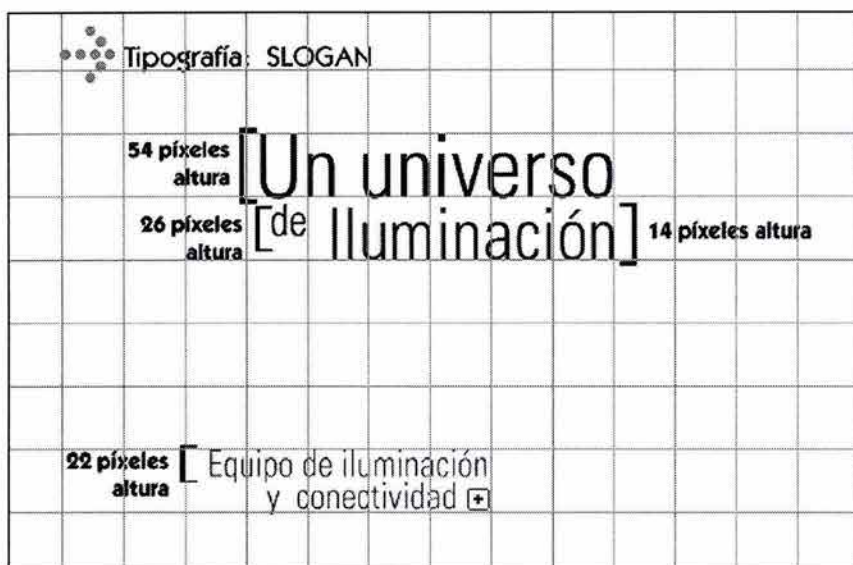 Tipografía: SLOGAN
54 píxeles
altura
Un universo
26 píxeles
altura
de Iluminación
14 píxeles altura
22 píxeles
altura
Equipo de iluminación
y conectividad +